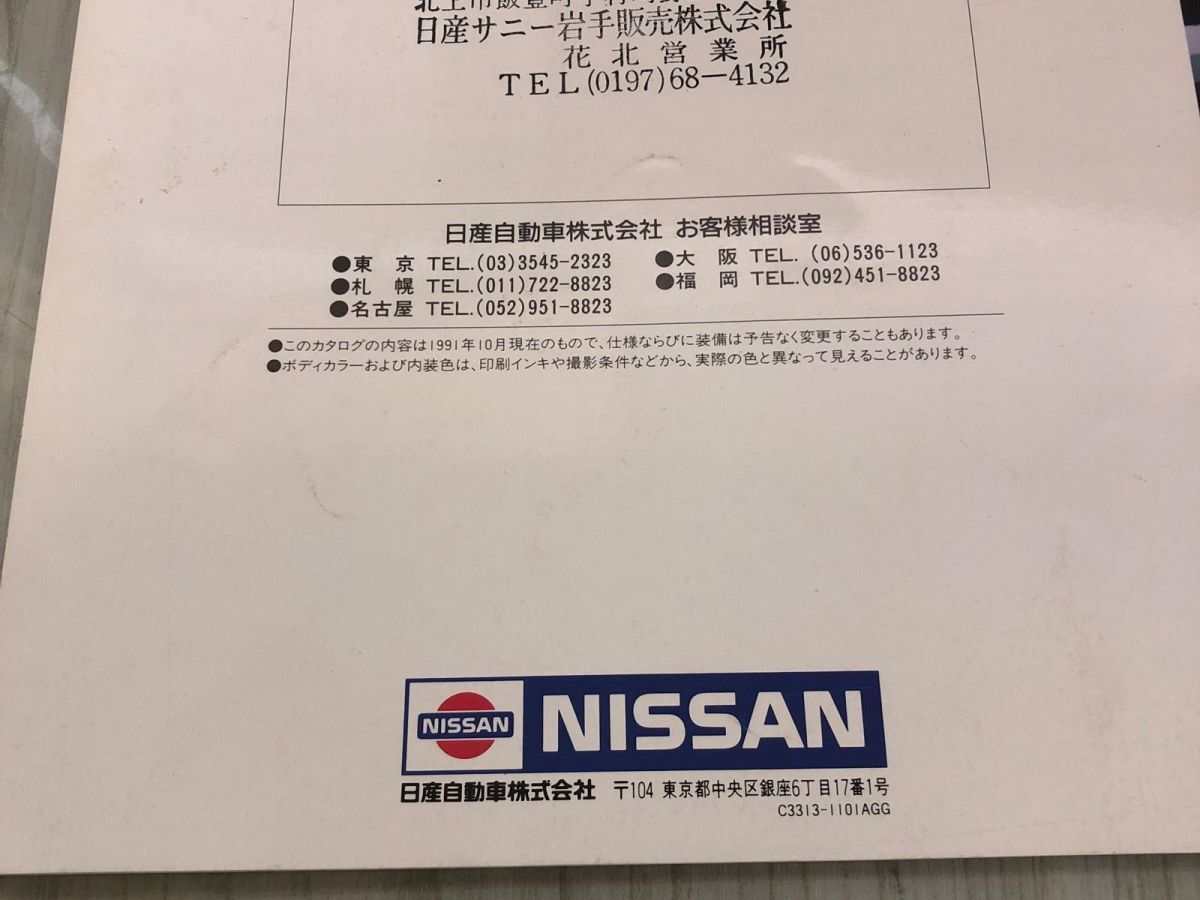 日産サニー岩手販売株式会社
花北営業所
TEL(0197)68-4132
日産自動車株式会社 お客様相談室
●東京 TEL.(03)3545-2323 ●大阪 TEL.(06)536-1123
●札幌 TEL.(011)722-8823 ●福岡 TEL.(092)451-8823
●名古屋 TEL.(052)951-8823
●このカタログの内容は1991年10月現在のもので、仕様ならびに装備は予告なく変更することもあります。
●ボディカラーおよび内装色は、印刷インキや撮影条件などから、実際の色と異なって見えることがあります。
NISSAN NISSAN
日産自動車株式会社 〒104 東京都中央区銀座6丁目17番1号
C3313-1101AGG